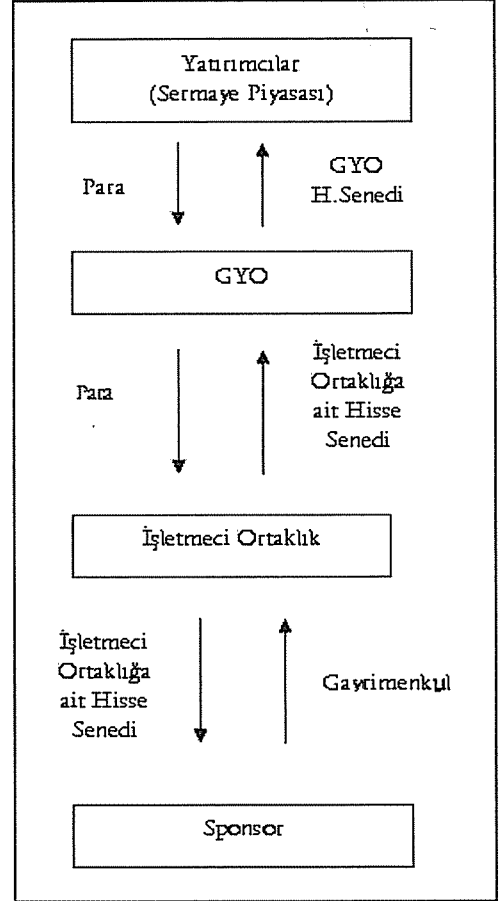 Yatırımcılar
(Sermaye Piyasası)
Para
GYO
H.Senedi
GYO
Para
İşletmeci
Ortaklığa
ait Hisse
Senedi
İşletmeci Ortaklık
İşletmeci
Ortaklığa
ait Hisse
Senedi
Gayrimenkul
Sponsor